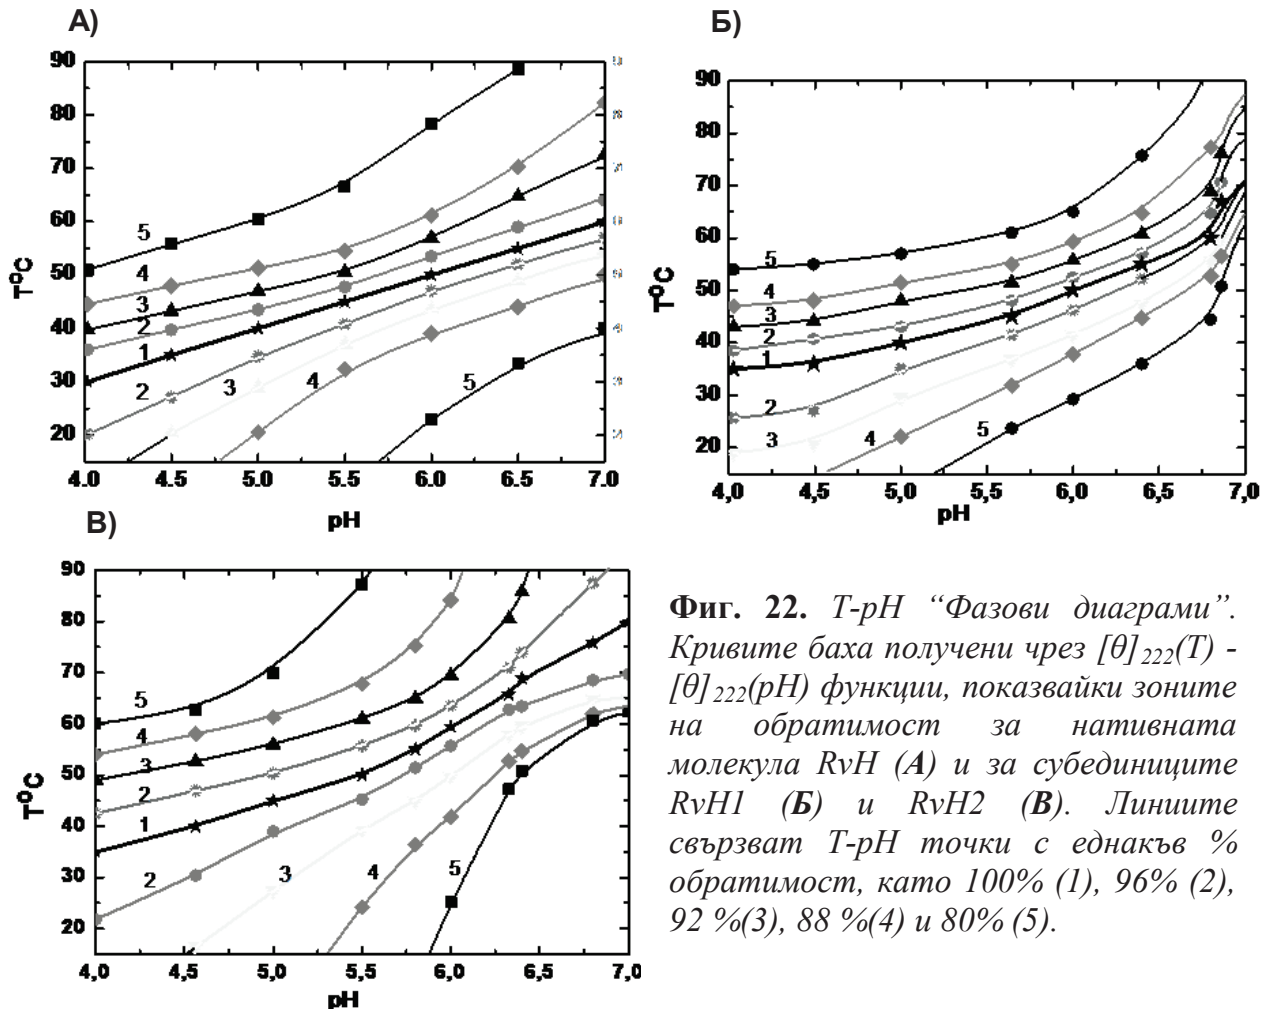 А)
90
80
70
60
50
40
30
20
T°C
5
4
3
2
1
2
3
4
5
4.0 4.5 5.0 5.5 6.0 6.5 7.0
pH
Б)
90
80
70
60
50
40
30
20
T°C
5
4
3
2
1
2
3
4
5
4,0 4,5 5,0 5,5 6,0 6,5 7,0
pH
В)
90
80
70
60
50
40
30
20
T°C
5
4
3
2
1
2
3
4
5
4,0 4,5 5,0 5,5 6,0 6,5 7,0
pH
Фиг. 22. T-pH “Фазови диаграми”.
Кривите баха получени чрез [θ]222(T) -
[θ]222(pH) функции, показвайки зоните
на обратимост за нативната
молекула RvH (А) и за субединиците
RvH1 (Б) и RvH2 (В). Линиите
свързват T-pH точки с еднакъв %
обратимост, като 100% (1), 96% (2),
92 %(3), 88 %(4) и 80% (5).